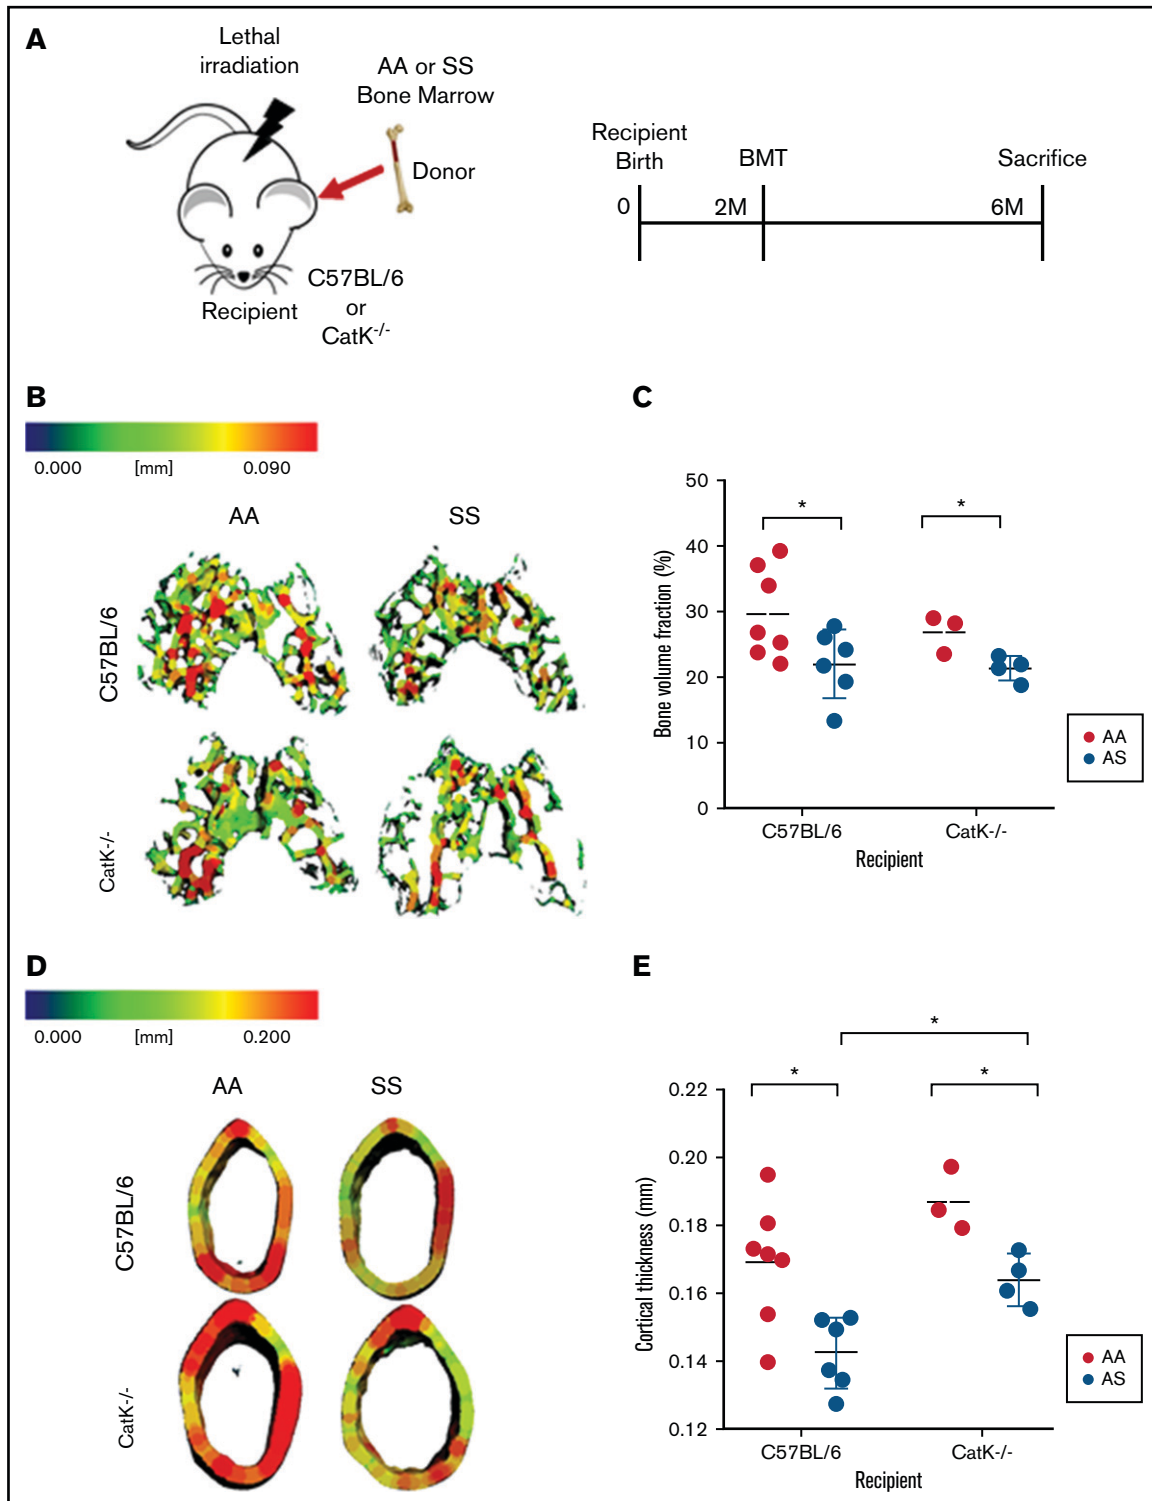 A
Lethal
irradiation
AA or SS
Bone Marrow
Donor
Recipient
C57BL/6
or
CatK-/-
Recipient
Birth
BMT
Sacrifice
0
2M
6M
B
0.000 [mm] 0.090
AA SS
C57BL/6
CatK-/-
C
50
40
30
20
10
0
Bone volume fraction (%)
*
*
C57BL/6 CatK-/-
Recipient
AA
AS
D
0.000 [mm] 0.200
AA SS
C57BL/6
CatK-/-
E
*
*
*
0.22
0.20
0.18
0.16
0.14
0.12
Cortical thickness (mm)
C57BL/6 CatK-/-
Recipient
AA
AS